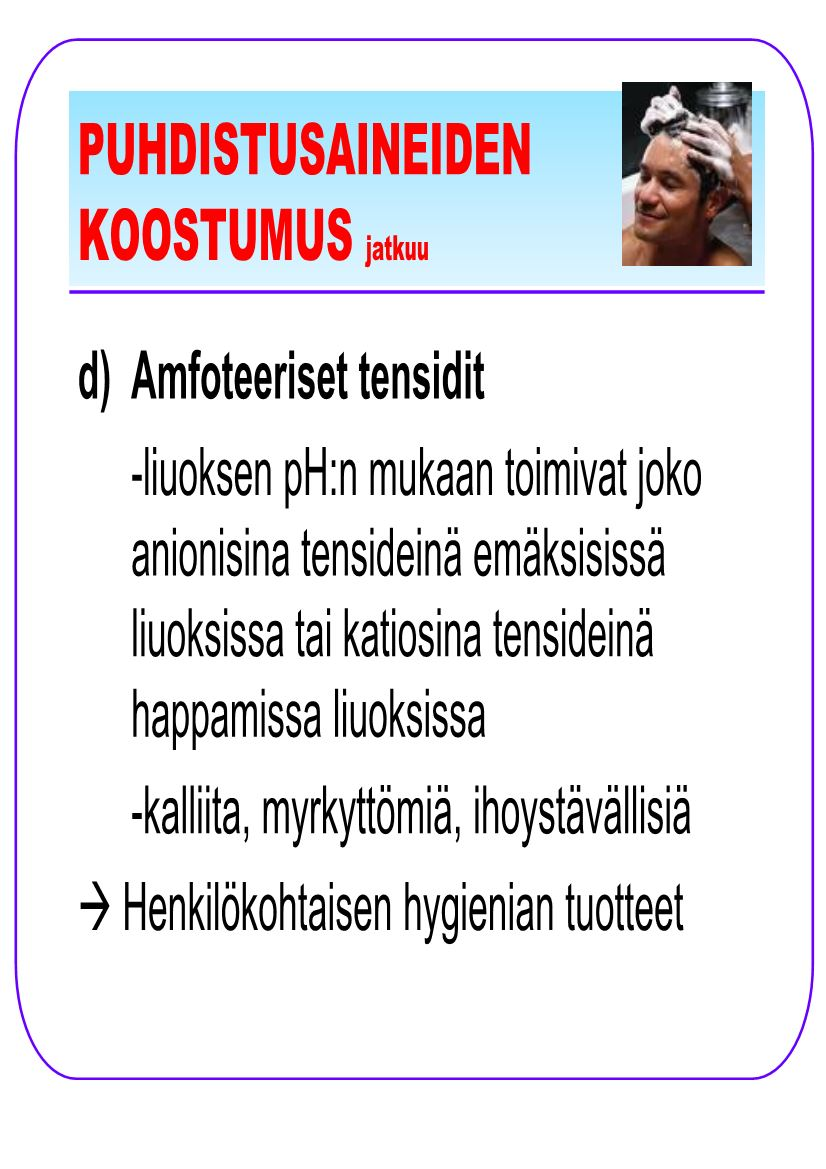 PUHDISTUSAINEIDEN
KOOSTUMUS jatkuu
d) Amfoteeriset tensidit
-liuoksen pH:n mukaan toimivat joko
anionisina tensideinä emäksisissä
liuoksissa tai katiosina tensideinä
happamissa liuoksissa
-kalliita, myrkyttömiä, ihoystävällisiä
→ Henkilökohtaisen hygienian tuotteet